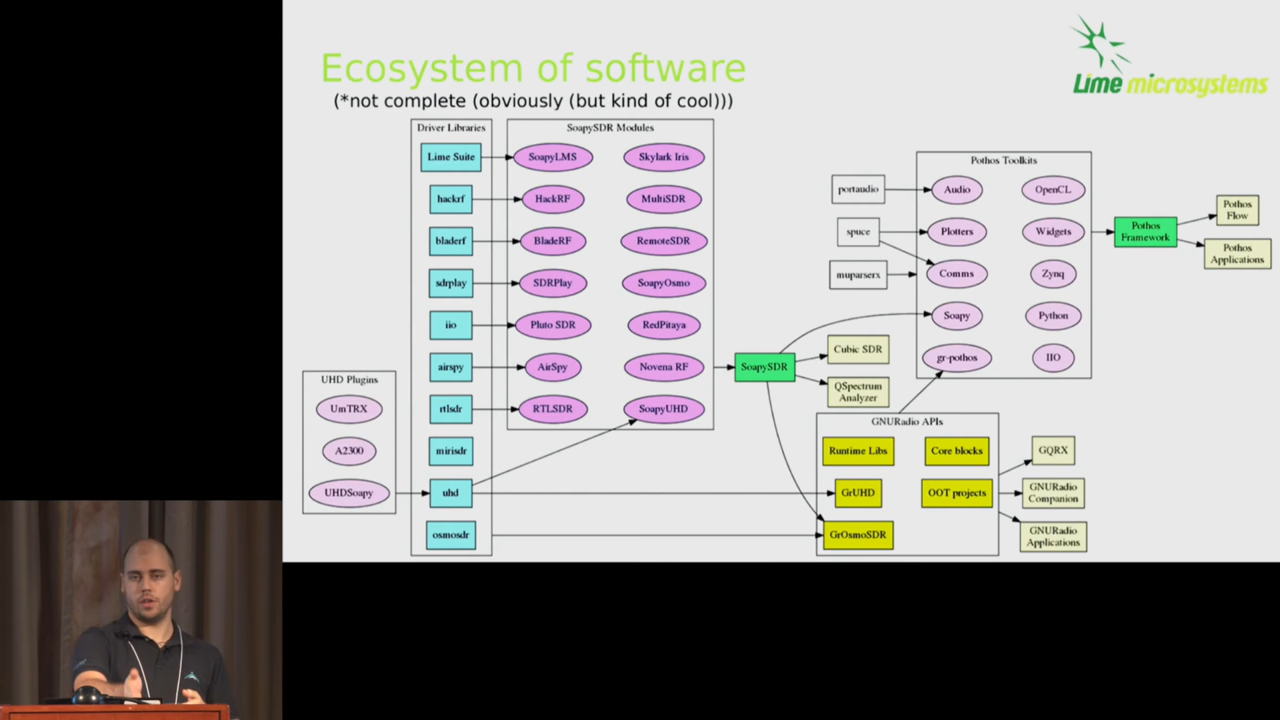 Ecosystem of software
(*not complete (obviously (but kind of cool)))
Lime microsystems
Driver Libraries
Lime Suite
hackrf
bladerf
sdrplay
iio
airspy
rtlsdr
mirisdr
uhd
osmosdr
UHD Plugins
UmTRX
A2300
UHDSoapy
SoapySDR Modules
SoapyLMS
Skylark Iris
HackRF
MultiSDR
BladeRF
RemoteSDR
SDRPlay
SoapyOsmo
Pluto SDR
RedPitaya
AirSpy
Novena RF
RTLSDR
SoapyUHD
SoapySDR
Cubic SDR
QSpectrum
Analyzer
portaudio
spuce
muparserx
Pothos Toolkits
Audio
OpenCL
Plotters
Widgets
Comms
Zynq
Soapy
Python
gr-pothos
IIO
Pothos
Framework
Pothos
Flow
Pothos
Applications
GNURadio APIs
Runtime Libs
Core blocks
GrUHD
OOT projects
GrOsmoSDR
GQRX
GNURadio
Companion
GNURadio
Applications